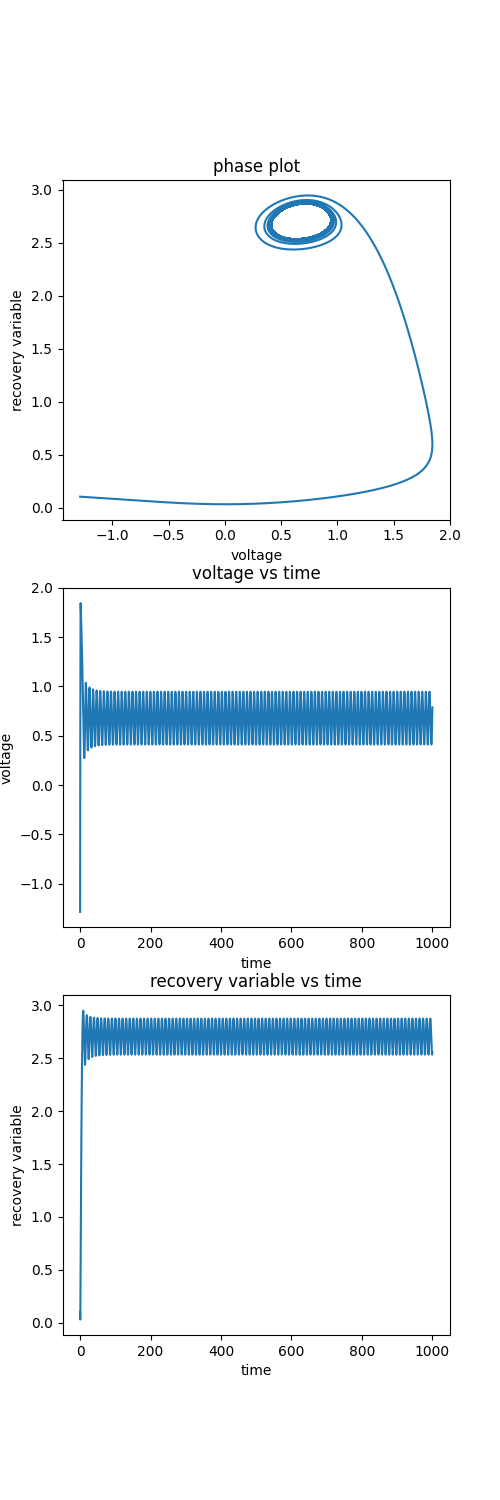 phase plot
3.0
2.5
2.0
1.5
1.0
0.5
0.0
recovery variable
−1.0 −0.5 0.0 0.5 1.0 1.5 2.0
voltage
voltage vs time
2.0
1.5
1.0
0.5
0.0
−0.5
−1.0
voltage
0 200 400 600 800 1000
time
recovery variable vs time
3.0
2.5
2.0
1.5
1.0
0.5
0.0
recovery variable
0 200 400 600 800 1000
time